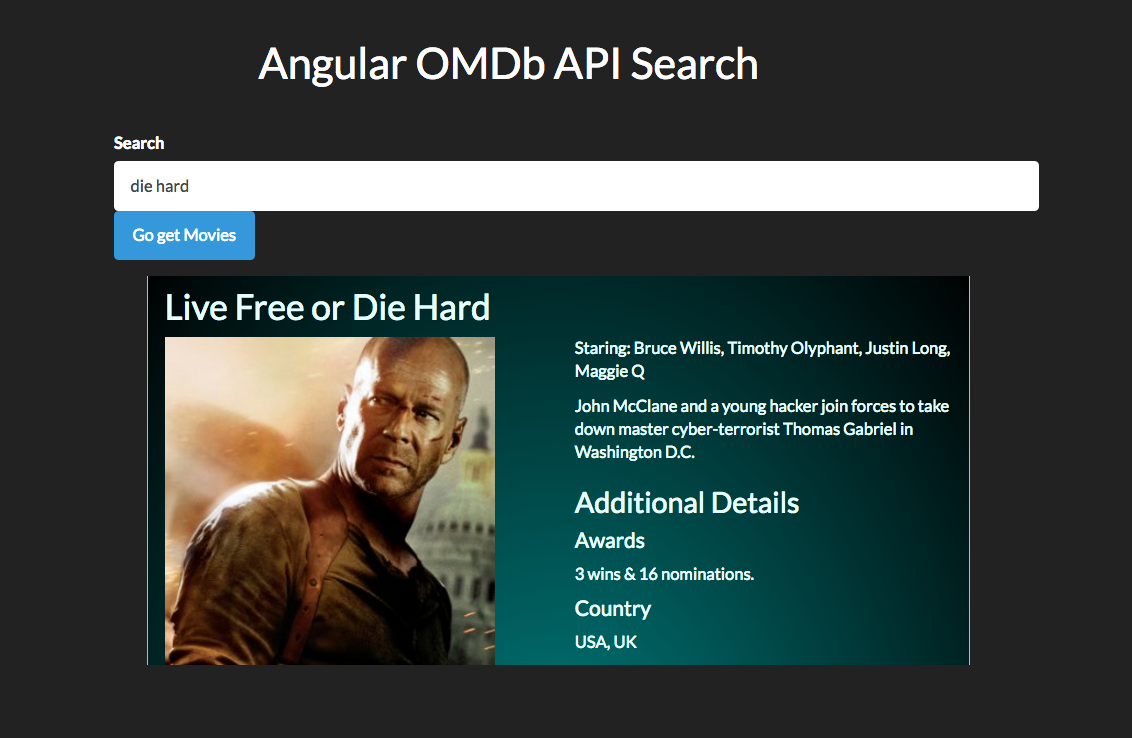 Angular OMDb API Search
Search
die hard
Go get Movies
Live Free or Die Hard
Staring: Bruce Willis, Timothy Olyphant, Justin Long,
Maggie Q
John McClane and a young hacker join forces to take
down master cyber-terrorist Thomas Gabriel in
Washington D.C.
Additional Details
Awards
3 wins & 16 nominations.
Country
USA, UK